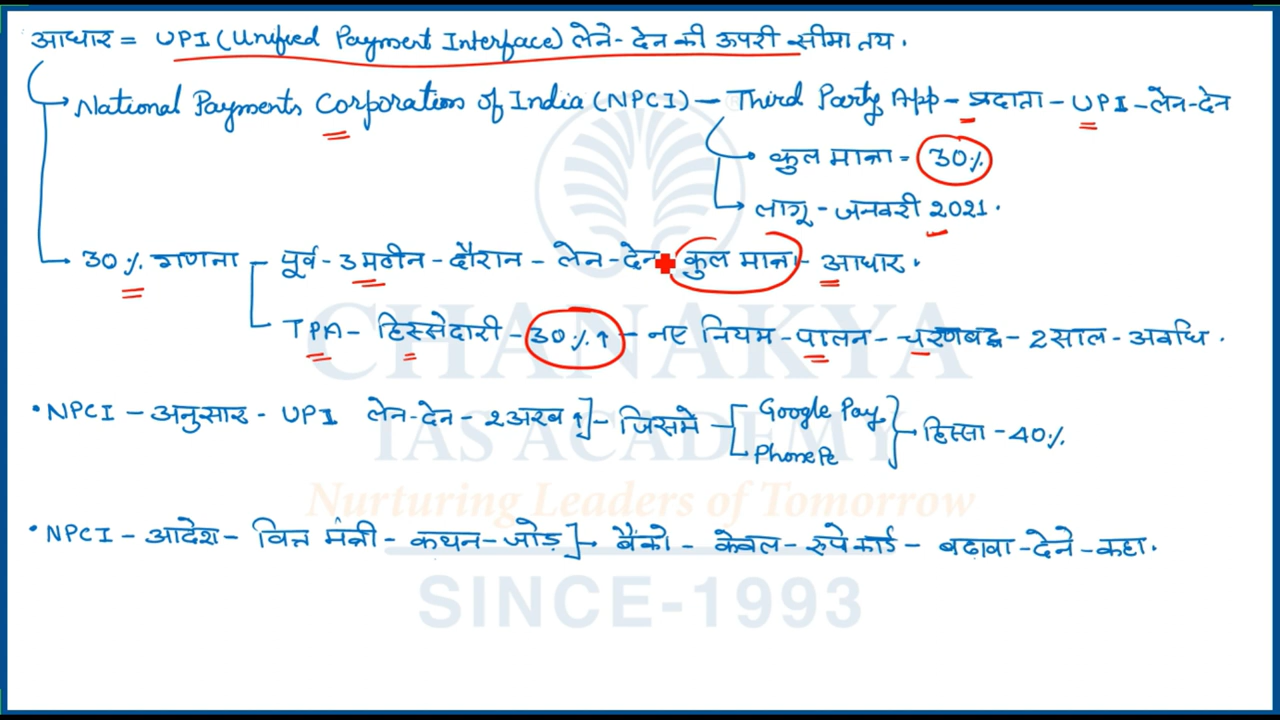 आधार = UPI (Unified Payment Interface) लेने-देन की ऊपरी सीमा तय.
National Payments Corporation of India (NPCI) – Third Party App – प्रदाता – UPI – लेन-देन
कुल मात्रा = 30%
लागू – जनवरी 2021.
30% गणना – पूर्व – 3 महीन – दौरान – लेन-देन कुल मात्रा – आधार.
TPA – हिस्सेदारी – 30% ↑ – नए नियम – पालन – चरणबद्ध – 2 साल – अवधि.
• NPCI – अनुसार – UPI लेन-देन – 2 अरब ↑] – जिसमे – [ Google Pay
PhonePe } हिस्सा – 40%
• NPCI – आदेश – वित्त मंत्री – कथन – जोड़] → बैंको – केवल – रुपे कार्ड – बढ़ावा – देने – कहा.
CHANAKYA
IAS ACADEMY
Nurturing Leaders of Tomorrow
SINCE-1993